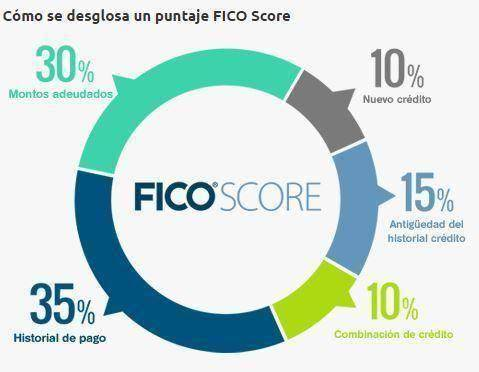 Cómo se desglosa un puntaje FICO Score
30%
Montos adeudados
10%
Nuevo crédito
FICO® SCORE
15%
Antigüedad del
historial crédito
35%
Historial de pago
10%
Combinación de crédito